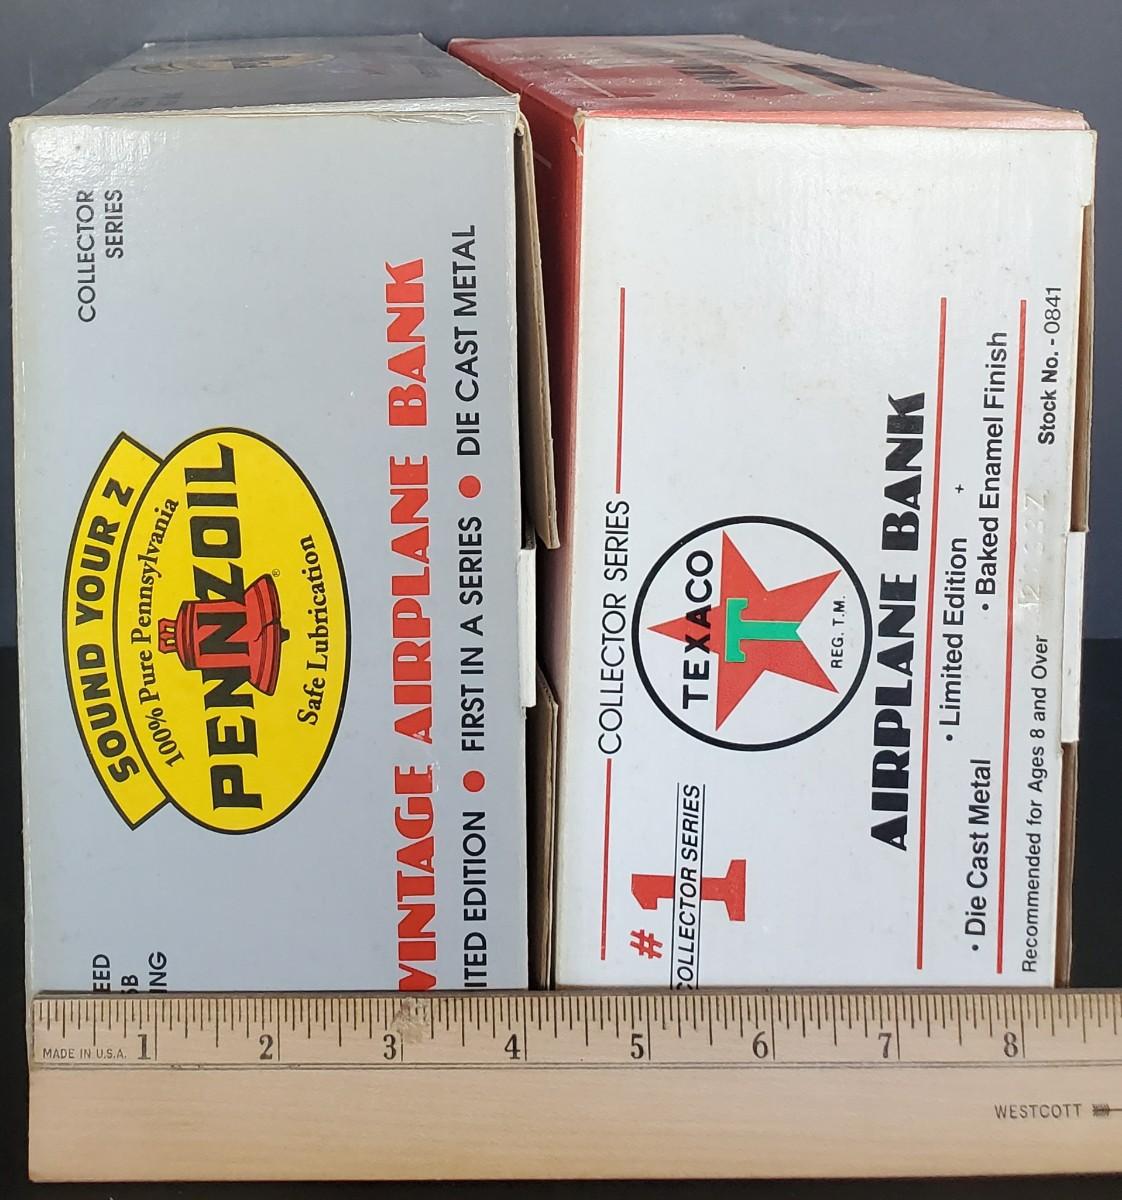 COLLECTOR
SERIES
SOUND YOUR Z
100% Pure Pennsylvania
PENNZOIL
®
Safe Lubrication
EED
SB
ING
VINTAGE AIRPLANE BANK
ITED EDITION ● FIRST IN A SERIES ● DIE CAST METAL
COLLECTOR SERIES
#1
COLLECTOR SERIES
TEXACO
T
REG. T.M.
AIRPLANE BANK
• Die Cast Metal • Limited Edition
• Baked Enamel Finish
Recommended for Ages 8 and Over
Stock No. - 0841
MADE IN U.S.A. 1 2 3 4 5 6 7 8
WESTCOTT